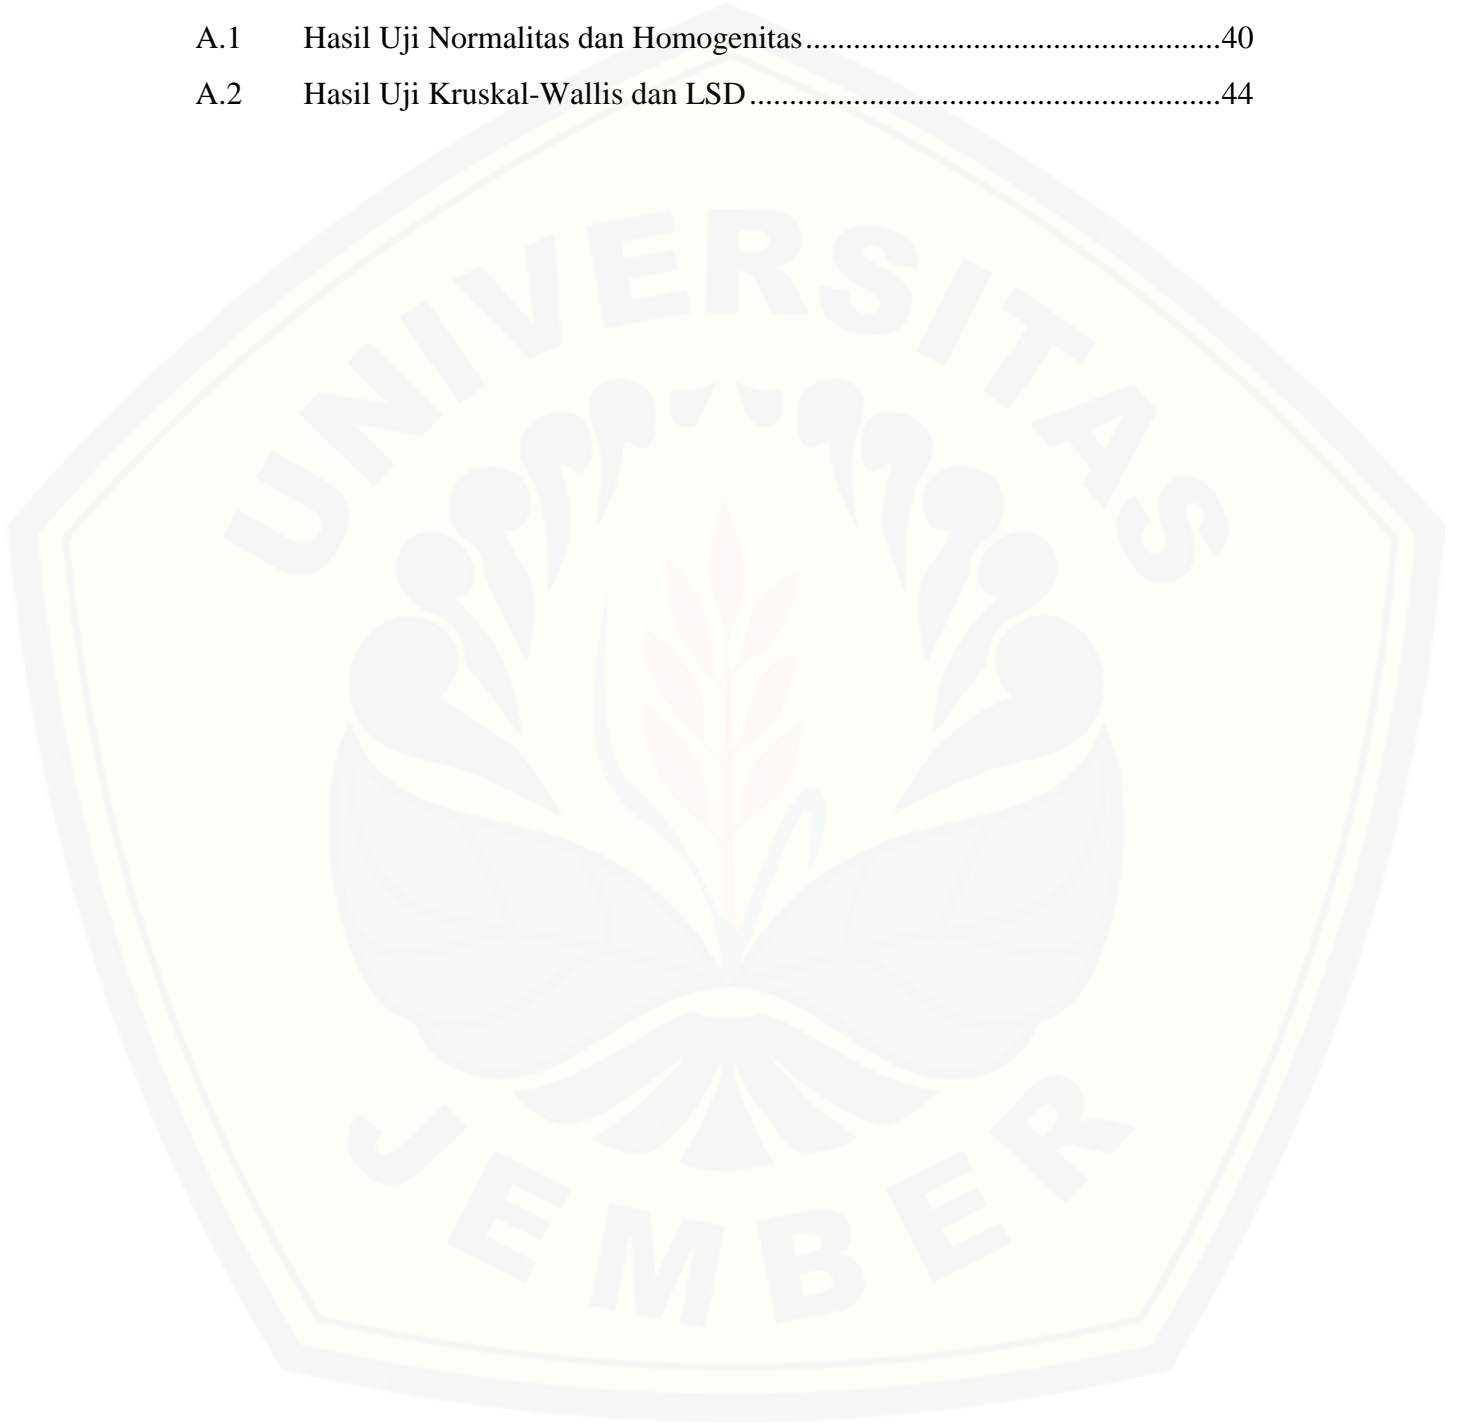 A.1 Hasil Uji Normalitas dan Homogenitas....................................................40
A.2 Hasil Uji Kruskal-Wallis dan LSD...........................................................44
UNIVERSITAS
JEMBER